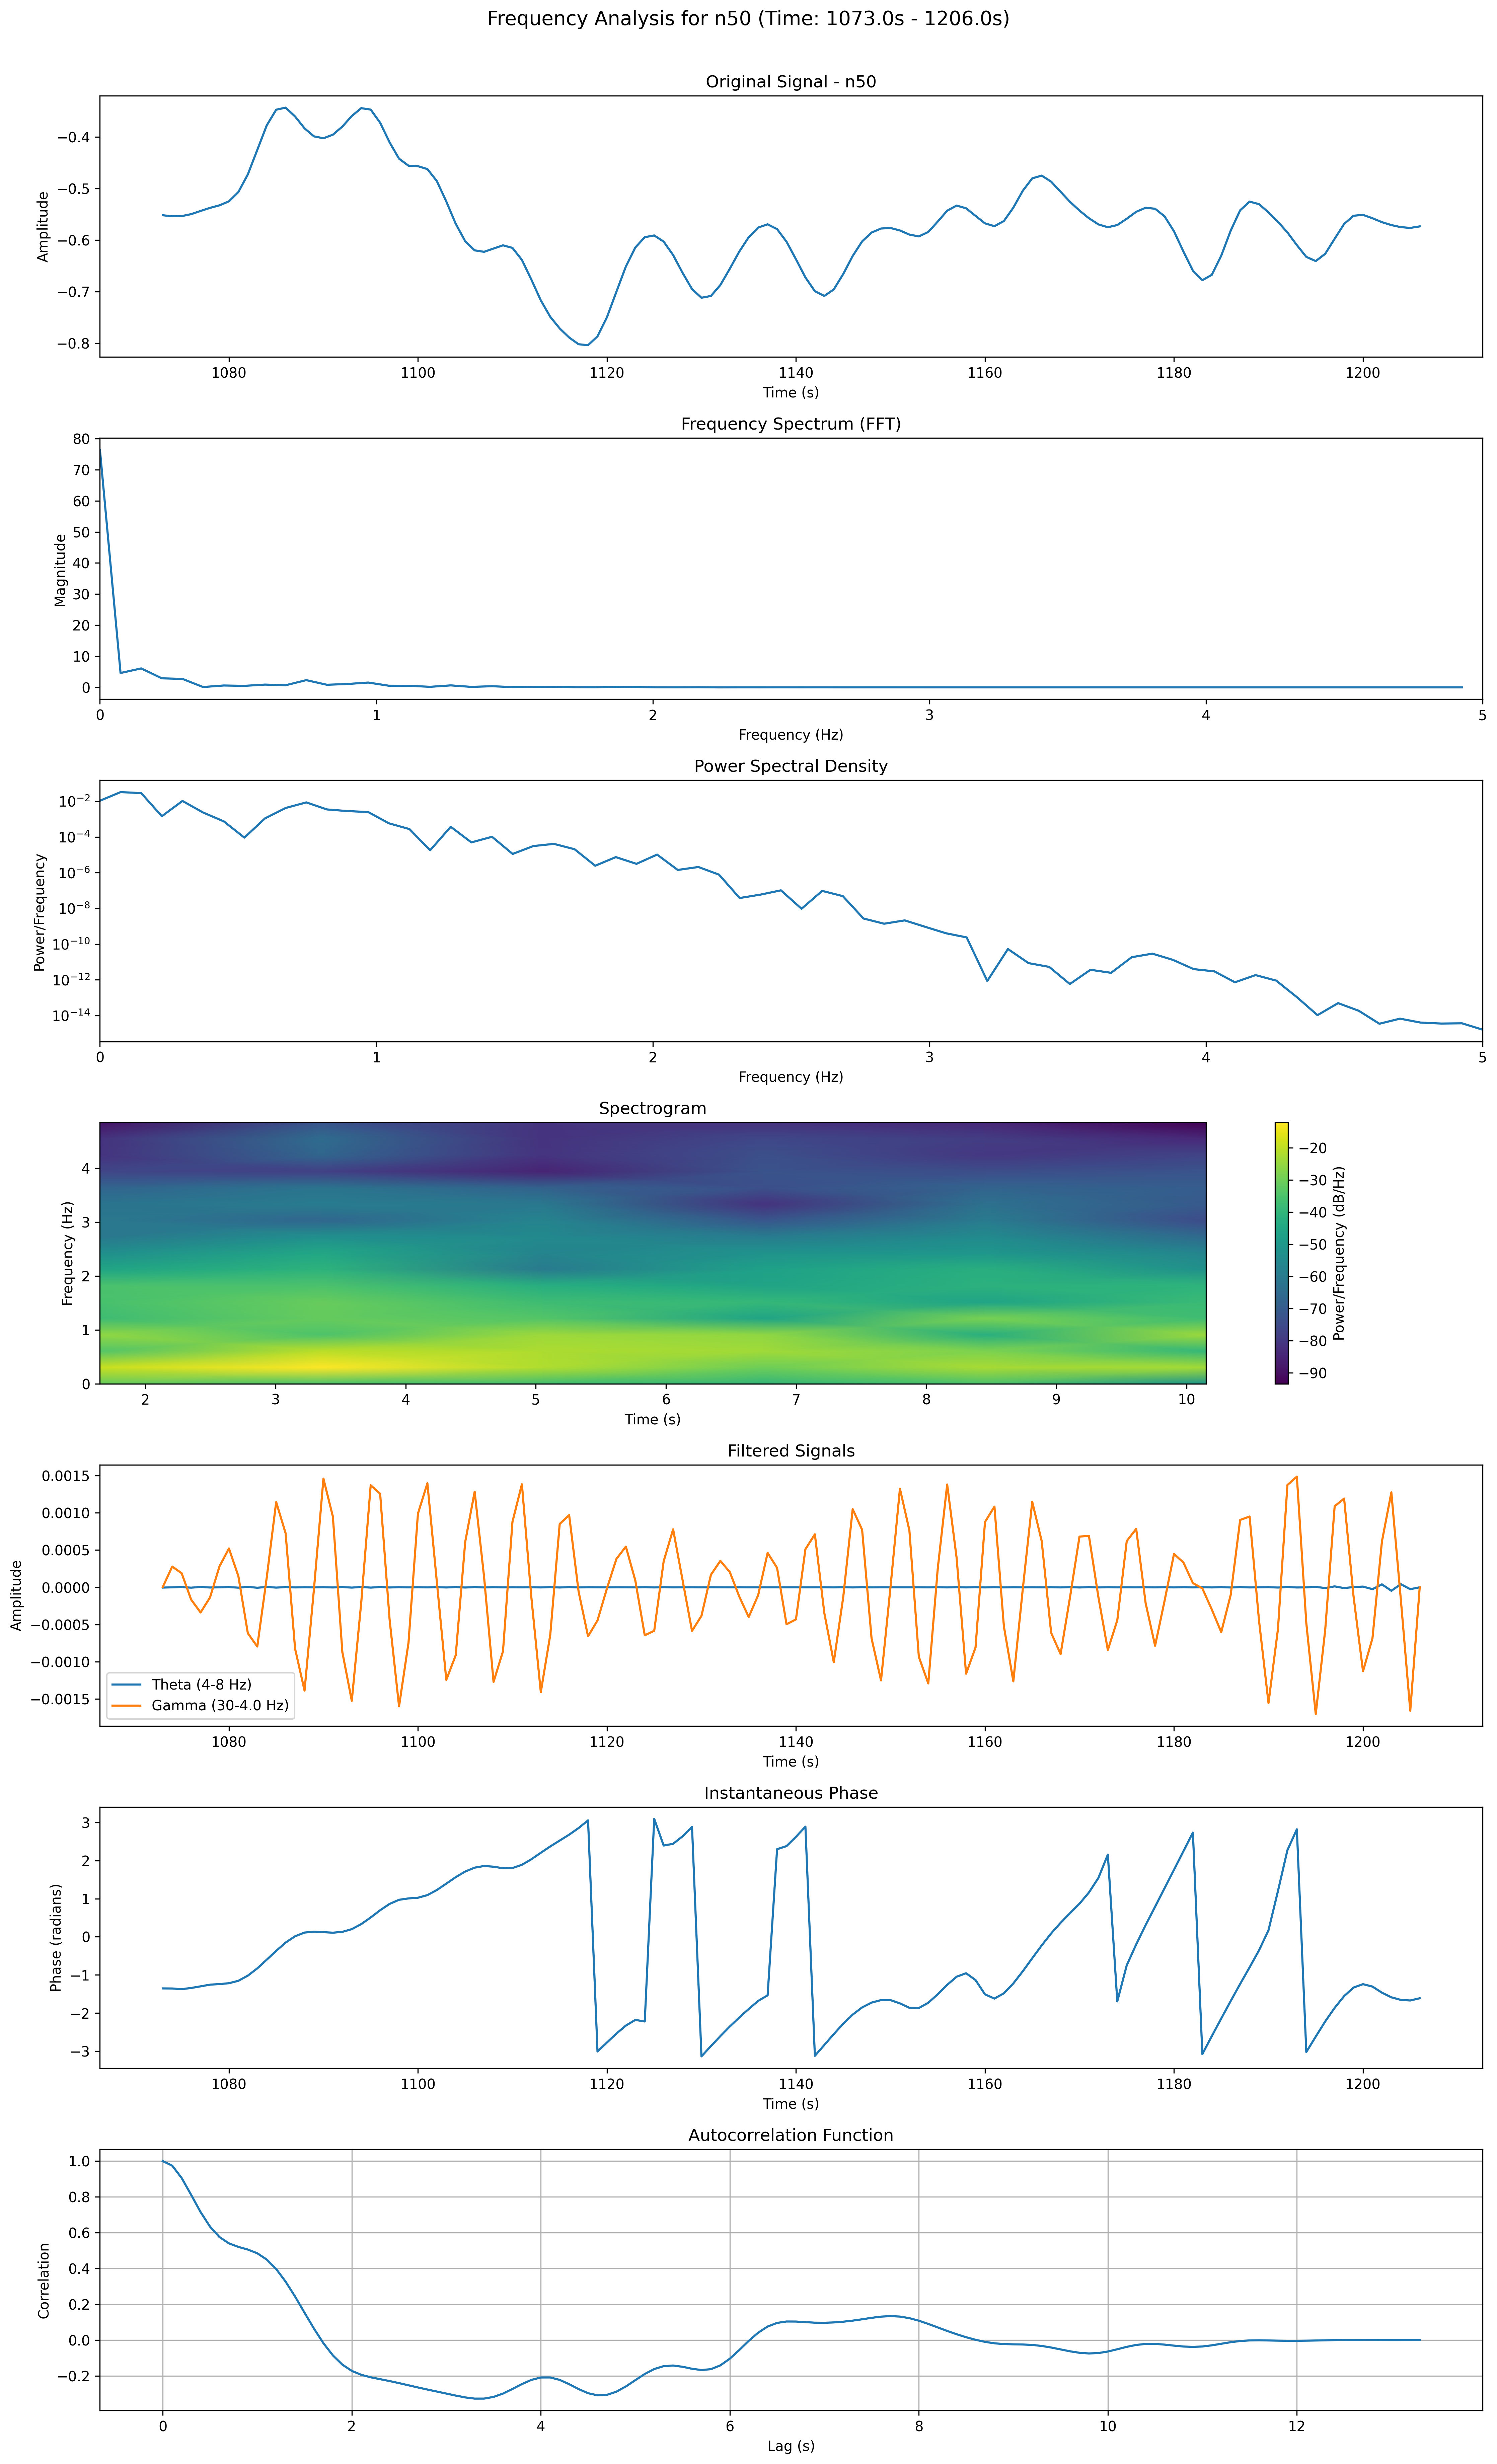 Frequency Analysis for n50 (Time: 1073.0s - 1206.0s)
Original Signal - n50
Amplitude
−0.4
−0.5
−0.6
−0.7
−0.8
1080 1100 1120 1140 1160 1180 1200
Time (s)
Frequency Spectrum (FFT)
Magnitude
80
70
60
50
40
30
20
10
0
0 1 2 3 4 5
Frequency (Hz)
Power Spectral Density
Power/Frequency
10⁻²
10⁻⁴
10⁻⁶
10⁻⁸
10⁻¹⁰
10⁻¹²
10⁻¹⁴
0 1 2 3 4 5
Frequency (Hz)
Spectrogram
Frequency (Hz)
4
3
2
1
0
2 3 4 5 6 7 8 9 10
Time (s)
−20
−30
−40
−50
−60
−70
−80
−90
Power/Frequency (dB/Hz)
Filtered Signals
Amplitude
0.0015
0.0010
0.0005
0.0000
−0.0005
−0.0010
−0.0015
Theta (4-8 Hz)
Gamma (30-4.0 Hz)
1080 1100 1120 1140 1160 1180 1200
Time (s)
Instantaneous Phase
Phase (radians)
3
2
1
0
−1
−2
−3
1080 1100 1120 1140 1160 1180 1200
Time (s)
Autocorrelation Function
Correlation
1.0
0.8
0.6
0.4
0.2
0.0
−0.2
0 2 4 6 8 10 12
Lag (s)